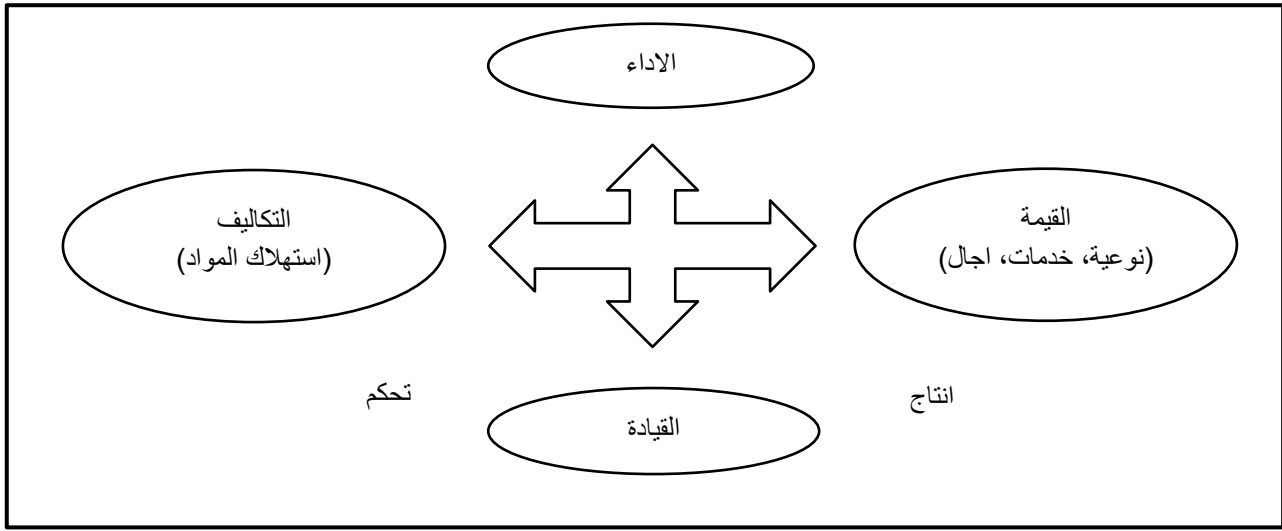 الاداء
القيمة
(نوعية، خدمات، اجال)
التكاليف
(استهلاك المواد)
انتاج
تحكم
القيادة